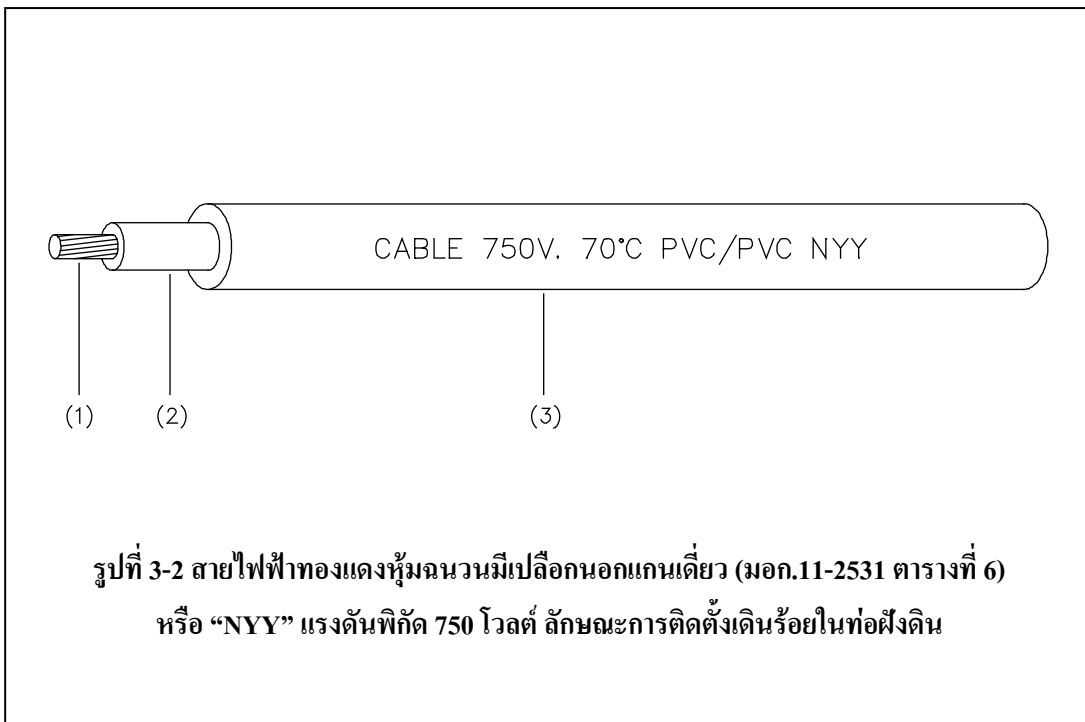 CABLE 750V. 70°C PVC/PVC NYY
(1) (2) (3)
รูปที่ 3-2 สายไฟฟ้าทองแดงหุ้มฉนวนมีเปลือกนอกแกนเดี่ยว (มอก.11-2531 ตารางที่ 6)
หรือ “NYY” แรงดันพิกัด 750 โวลต์ ลักษณะการติดตั้งเดินร้อยในท่อฝังดิน